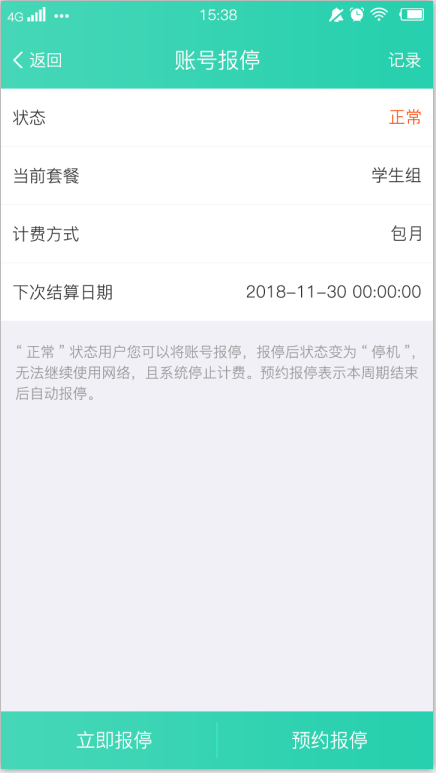 4G 15:38
返回 账号报停 记录
状态 正常
当前套餐 学生组
计费方式 包月
下次结算日期 2018-11-30 00:00:00
“正常”状态用户您可以将账号报停，报停后状态变为“停机”，
无法继续使用网络，且系统停止计费。预约报停表示本周期结束
后自动报停。
立即报停 预约报停